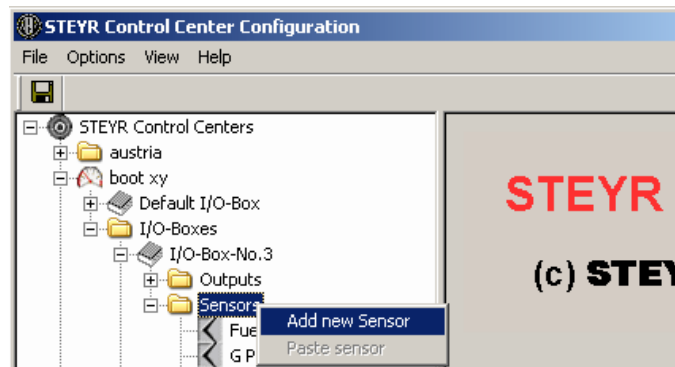 STEYR Control Center Configuration
File Options View Help
STEYR Control Centers
austria
boot xy
Default I/O-Box
I/O-Boxes
I/O-Box-No.3
Outputs
Sensors
Add new Sensor
Paste sensor
Fue
G P
STEYR
(c) STEY